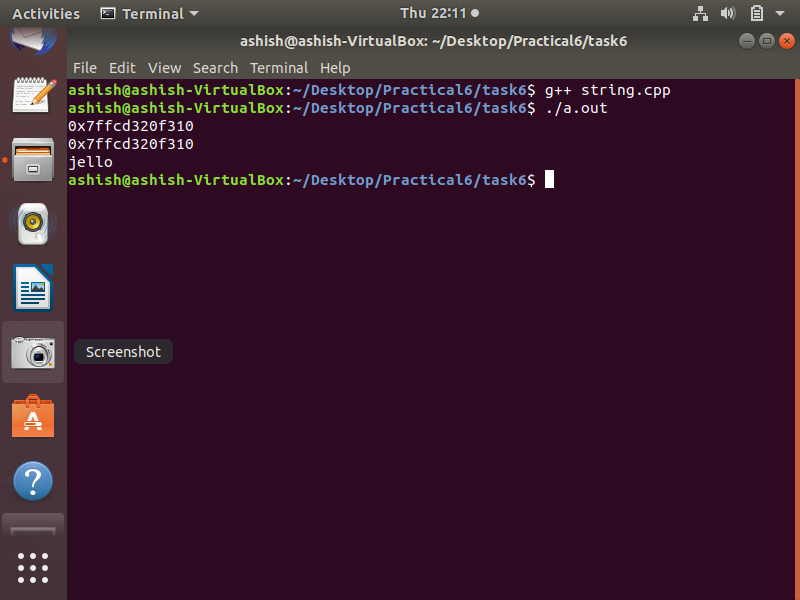 Activities Terminal Thu 22:11
ashish@ashish-VirtualBox: ~/Desktop/Practical6/task6
File Edit View Search Terminal Help
ashish@ashish-VirtualBox:~/Desktop/Practical6/task6$ g++ string.cpp
ashish@ashish-VirtualBox:~/Desktop/Practical6/task6$ ./a.out
0x7ffcd320f310
0x7ffcd320f310
jello
ashish@ashish-VirtualBox:~/Desktop/Practical6/task6$
Screenshot